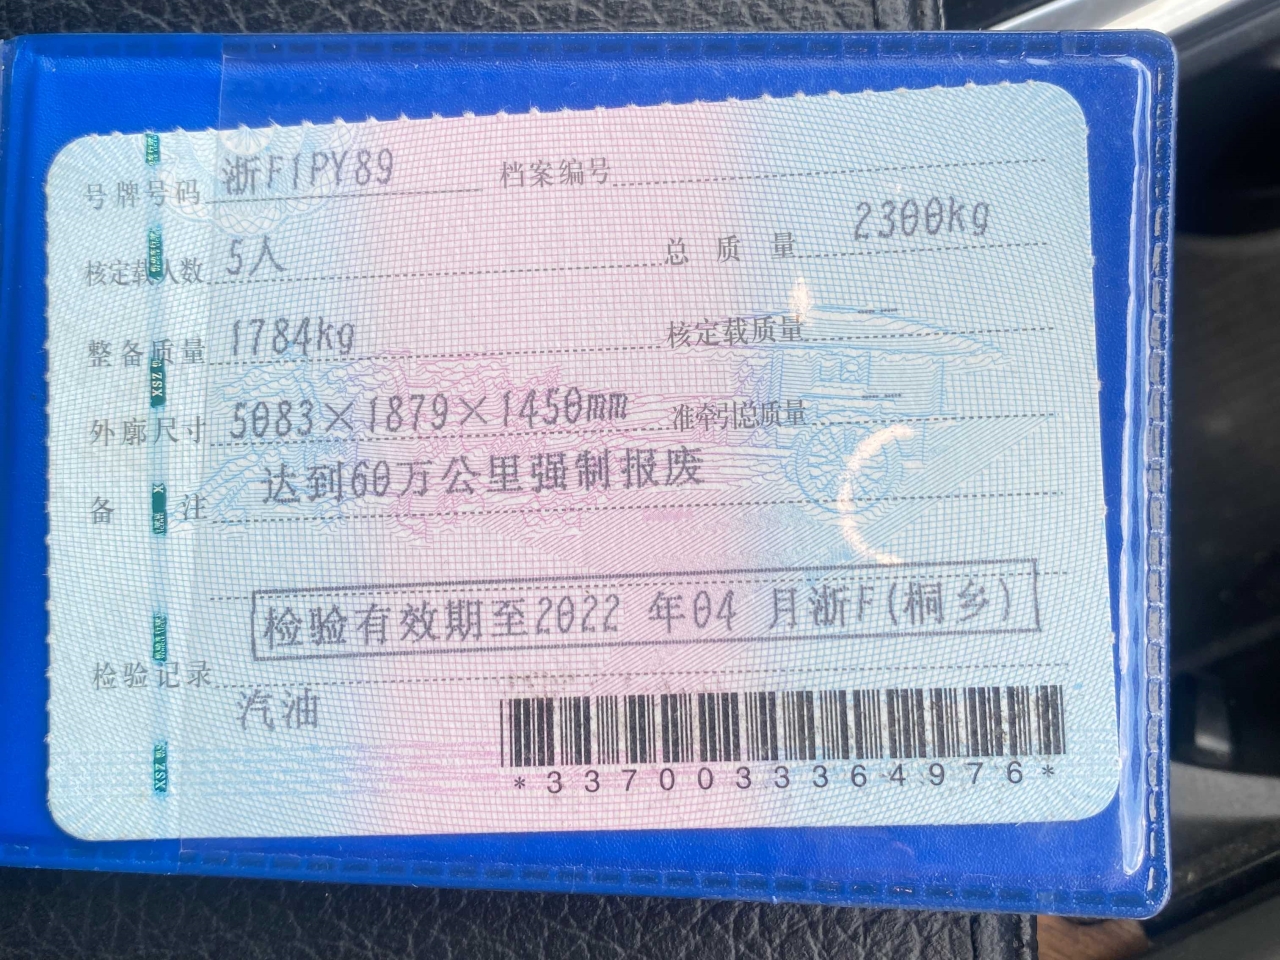 号牌号码 浙F1PY89 档案编号
核定载人数 5人 总质量 2300kg
整备质量 1784kg 核定载质量 ---
外廓尺寸 5083×1879×1450mm 准牵引总质量 ---
备注 达到60万公里强制报废
检验有效期至2022 年04 月浙F(桐乡)
检验记录
汽油
*3370033364976*
XSZ
X
XSZ